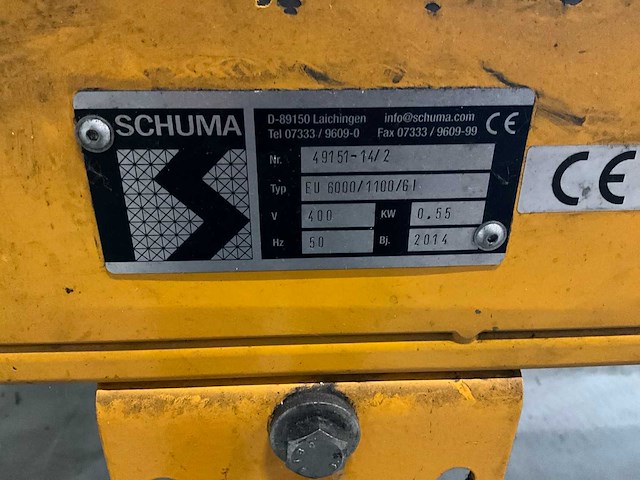 SCHUMA
D-89150 Laichingen info@schuma.com
Tel 07333 / 9609-0 Fax 07333 / 9609-99
CE
Nr. 49151-14/2
Typ EU 6000/1100/GI
V 400 KW 0.55
Hz 50 Bj. 2014
CE